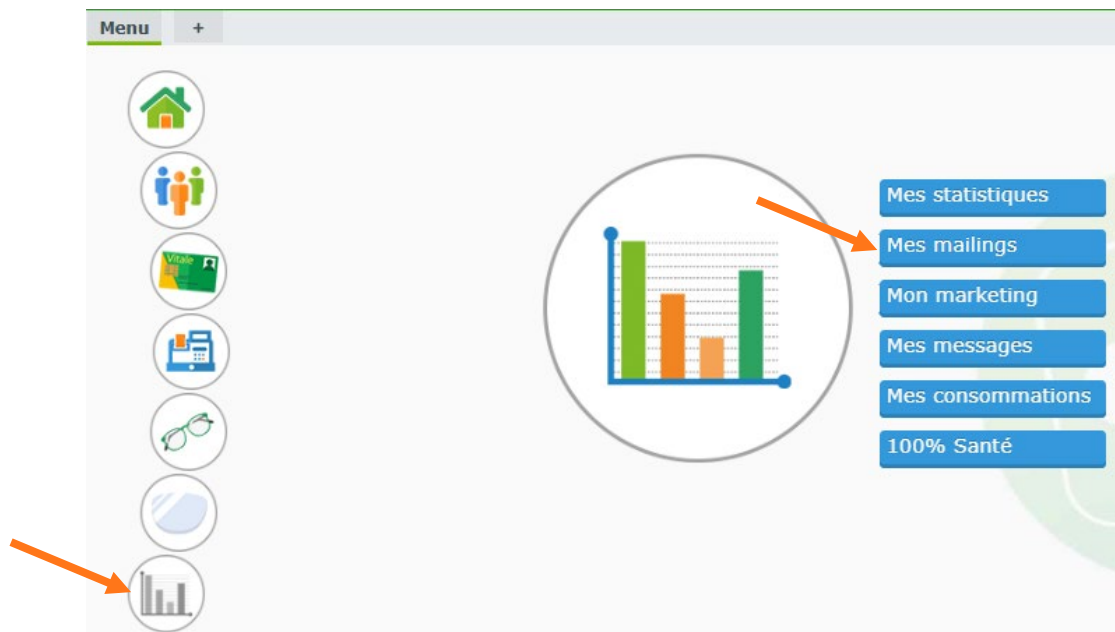 Menu +
Vitale
Mes statistiques
Mes mailings
Mon marketing
Mes messages
Mes consommations
100% Santé